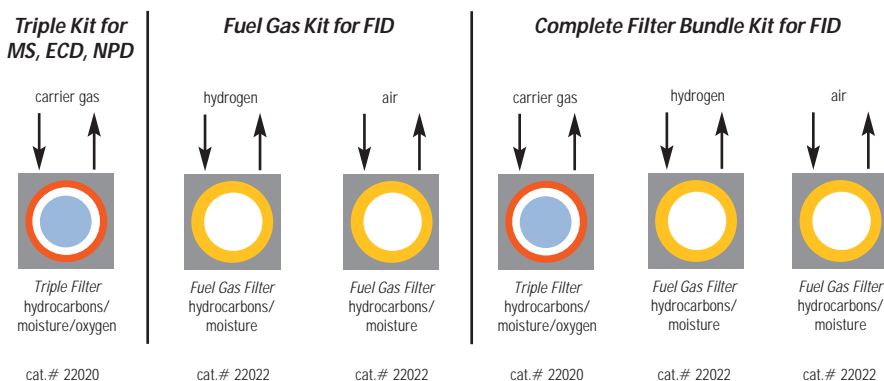 Triple Kit for
MS, ECD, NPD
carrier gas
Triple Filter
hydrocarbons/
moisture/oxygen
cat.# 22020
Fuel Gas Kit for FID
hydrogen
Fuel Gas Filter
hydrocarbons/
moisture
cat.# 22022
air
Fuel Gas Filter
hydrocarbons/
moisture
cat.# 22022
Complete Filter Bundle Kit for FID
carrier gas
Triple Filter
hydrocarbons/
moisture/oxygen
cat.# 22020
hydrogen
Fuel Gas Filter
hydrocarbons/
moisture
cat.# 22022
air
Fuel Gas Filter
hydrocarbons/
moisture
cat.# 22022